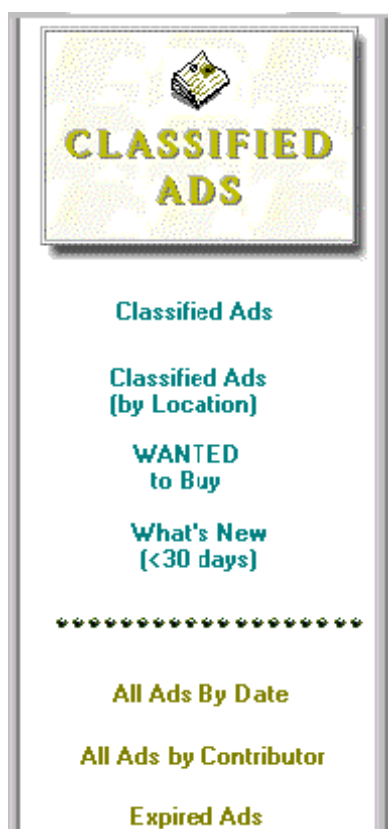 CLASSIFIED
ADS
Classified Ads
Classified Ads
(by Location)
WANTED
to Buy
What's New
(<30 days)
All Ads By Date
All Ads by Contributor
Expired Ads